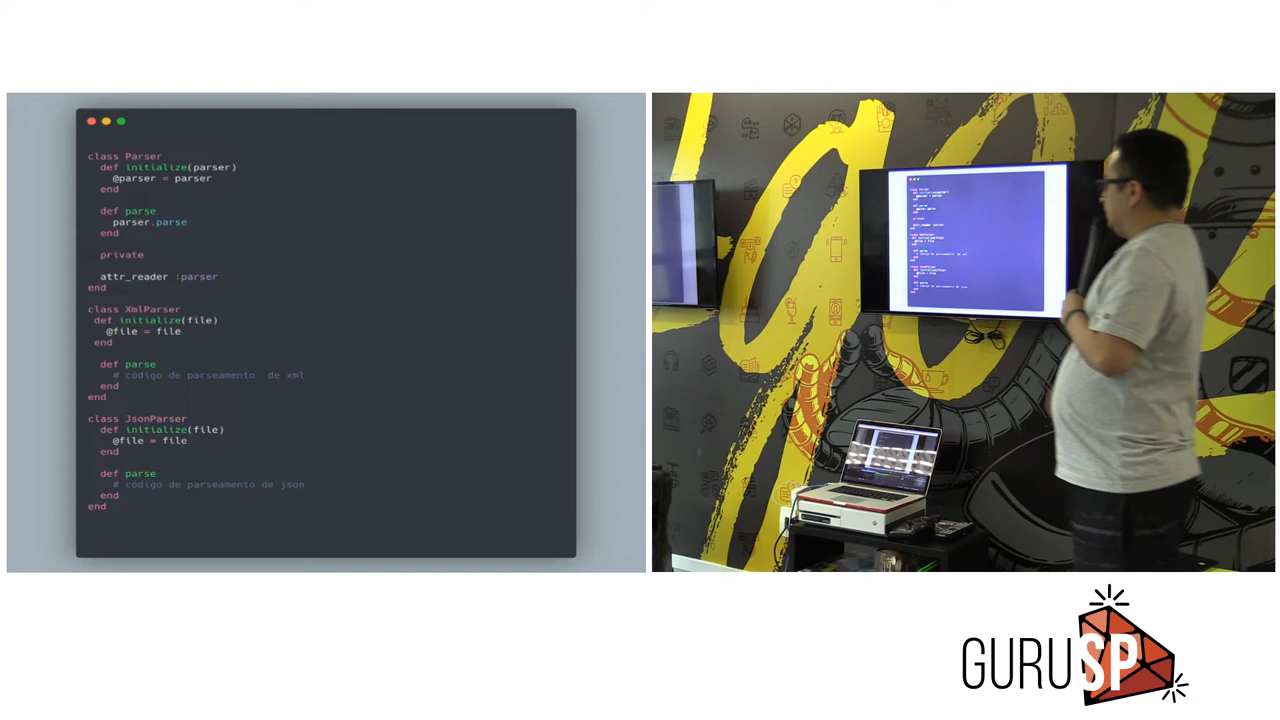 class Parser
  def initialize(parser)
    @parser = parser
  end

  def parse
    parser.parse
  end

  private

  attr_reader :parser
end

class XmlParser
 def initialize(file)
   @file = file
 end

  def parse
    # código de parseamento  de xml
  end
end

class JsonParser
  def initialize(file)
    @file = file
  end

  def parse
    # código de parseamento de json
  end
end
GURUSP